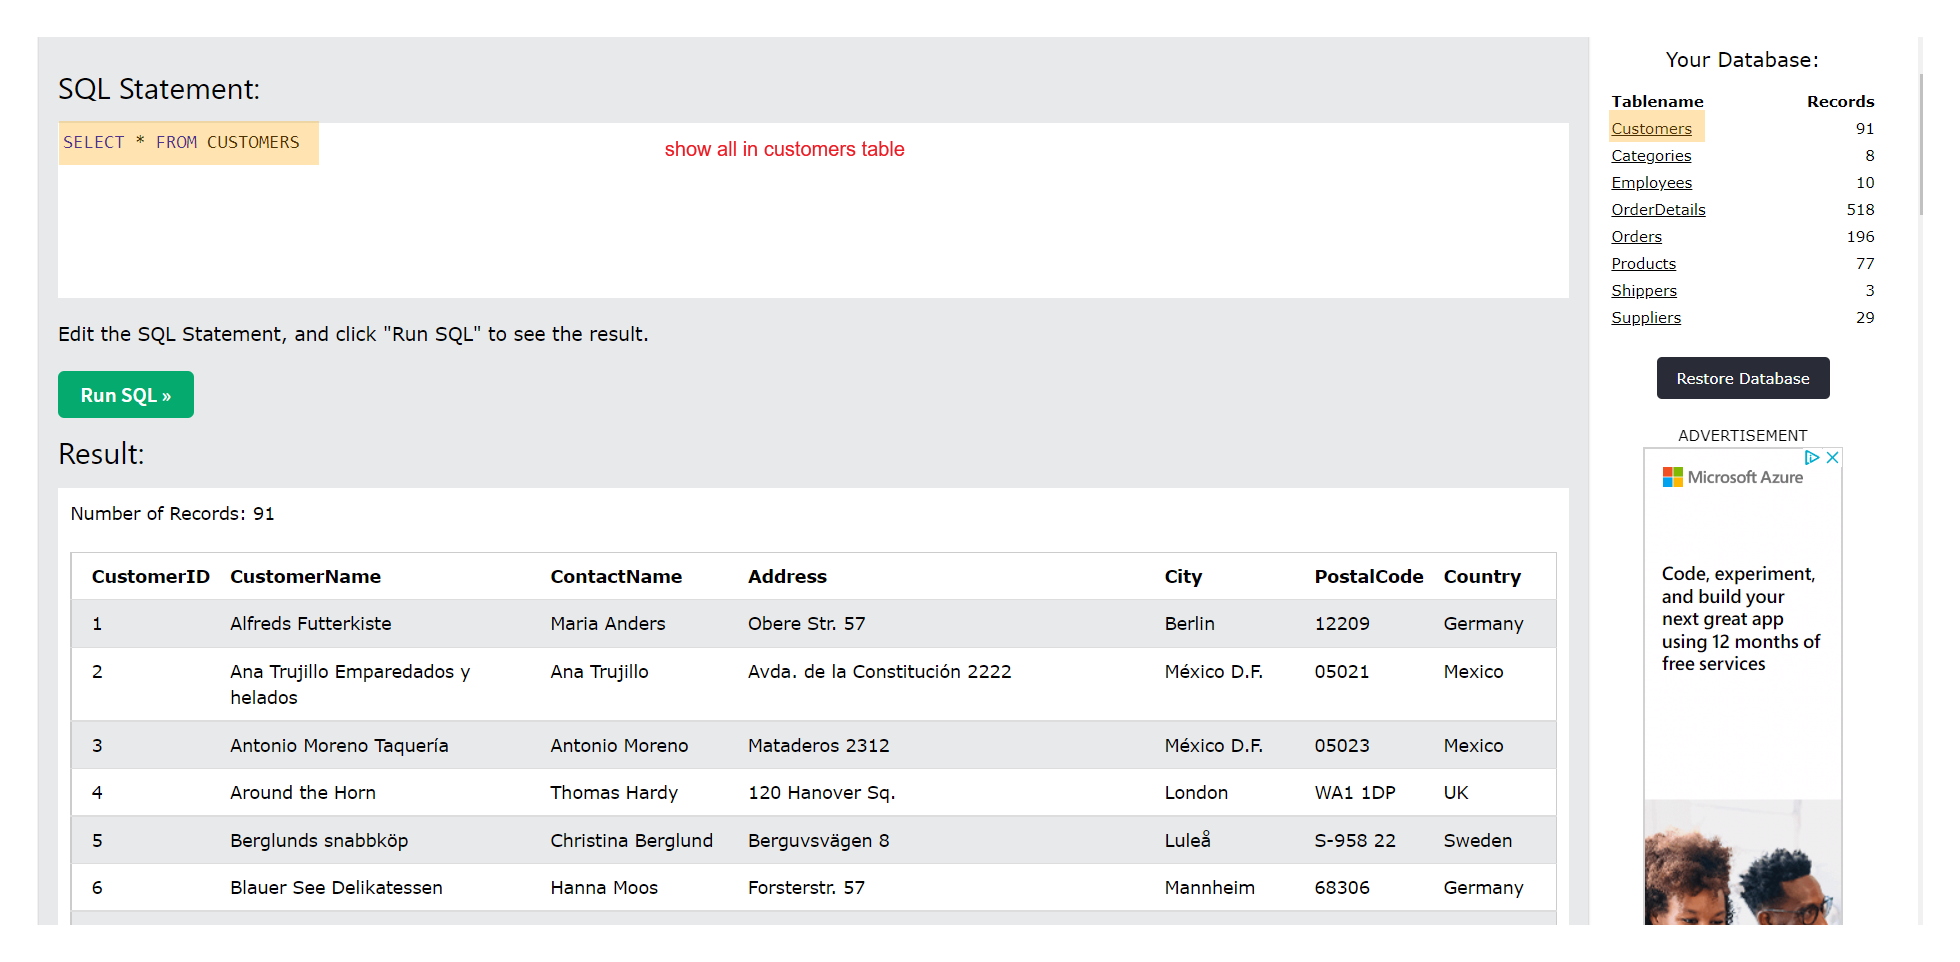 SQL Statement:
SELECT * FROM CUSTOMERS
show all in customers table
Edit the SQL Statement, and click "Run SQL" to see the result.
Run SQL »
Result:
Number of Records: 91
CustomerID CustomerName ContactName Address City PostalCode Country
1 Alfreds Futterkiste Maria Anders Obere Str. 57 Berlin 12209 Germany
2 Ana Trujillo Emparedados y helados Ana Trujillo Avda. de la Constitución 2222 México D.F. 05021 Mexico
3 Antonio Moreno Taquería Antonio Moreno Mataderos 2312 México D.F. 05023 Mexico
4 Around the Horn Thomas Hardy 120 Hanover Sq. London WA1 1DP UK
5 Berglunds snabbköp Christina Berglund Berguvsvägen 8 Luleå S-958 22 Sweden
6 Blauer See Delikatessen Hanna Moos Forsterstr. 57 Mannheim 68306 Germany
Your Database:
Tablename Records
Customers 91
Categories 8
Employees 10
OrderDetails 518
Orders 196
Products 77
Shippers 3
Suppliers 29
Restore Database
ADVERTISEMENT
Microsoft Azure
Code, experiment,
and build your
next great app
using 12 months of
free services